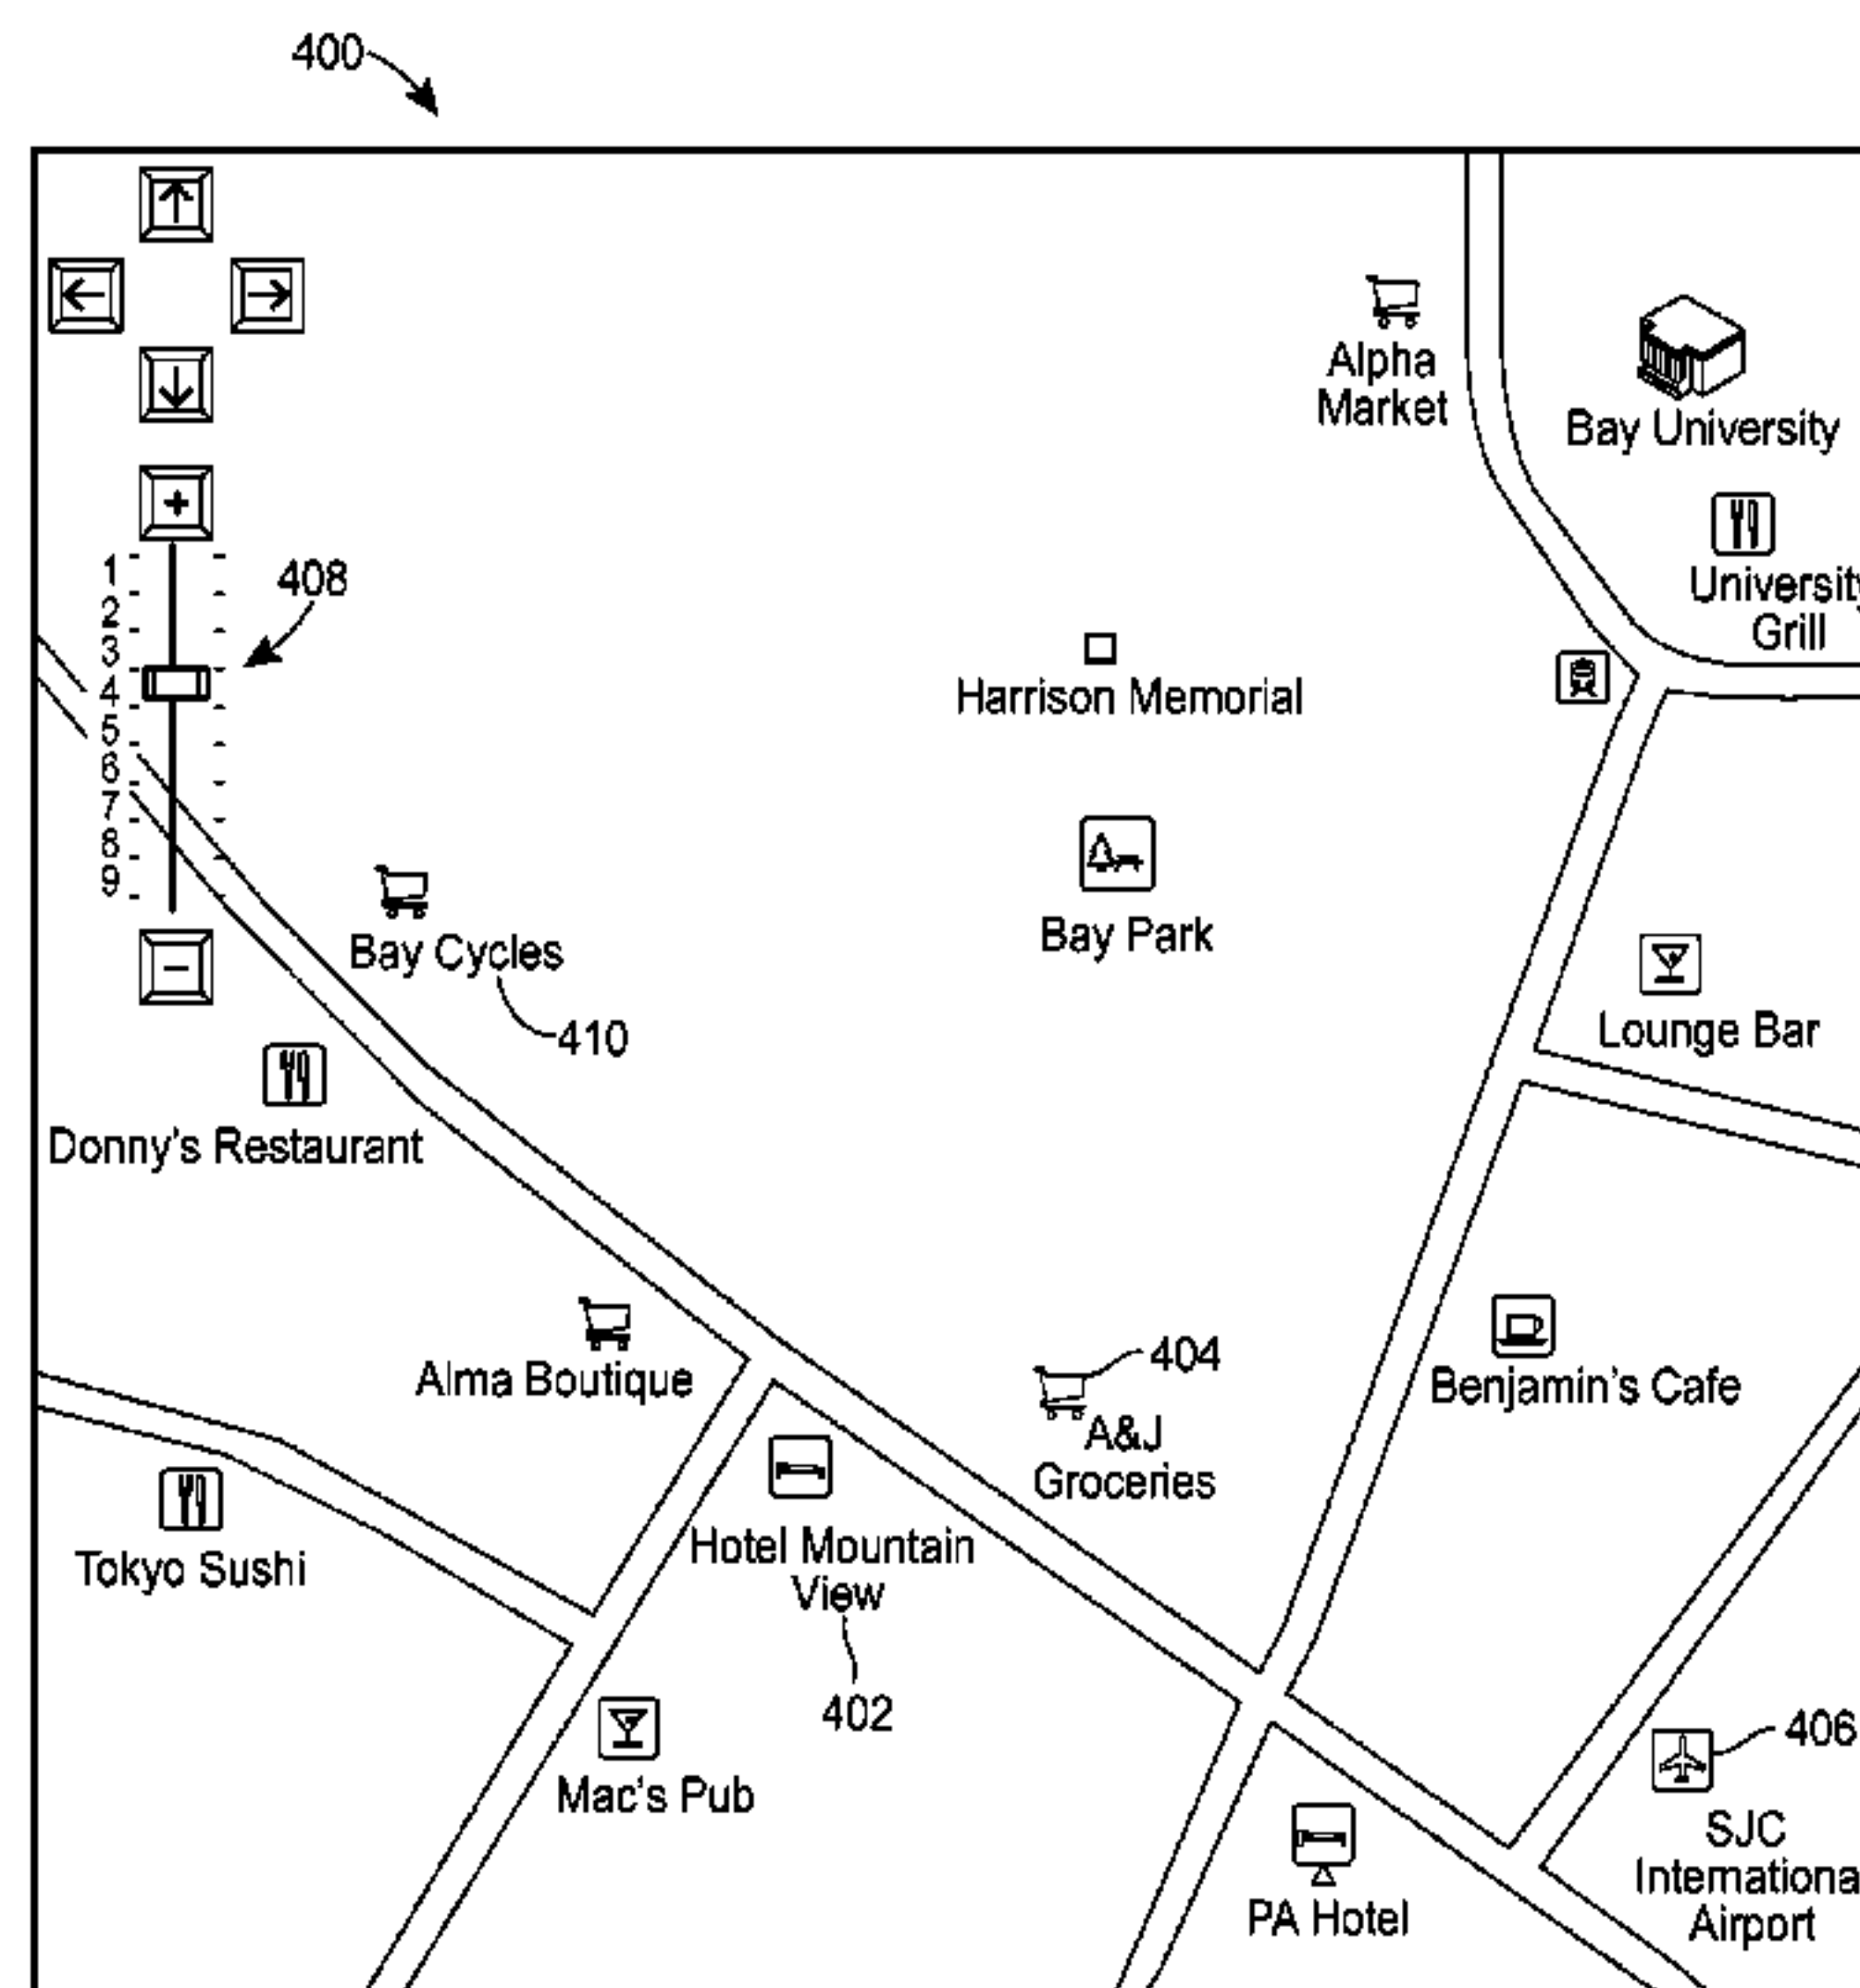 400
Alpha
Market
Bay University
+
1
2
3
4
5
6
7
8
9
-
408
University
Grill
Harrison Memorial
Bay Park
Bay Cycles
410
Lounge Bar
Donny's Restaurant
Alma Boutique
404
A&J
Groceries
Benjamin's Cafe
Tokyo Sushi
Hotel Mountain
View
402
Mac's Pub
406
SJC
Internationa
Airport
PA Hotel